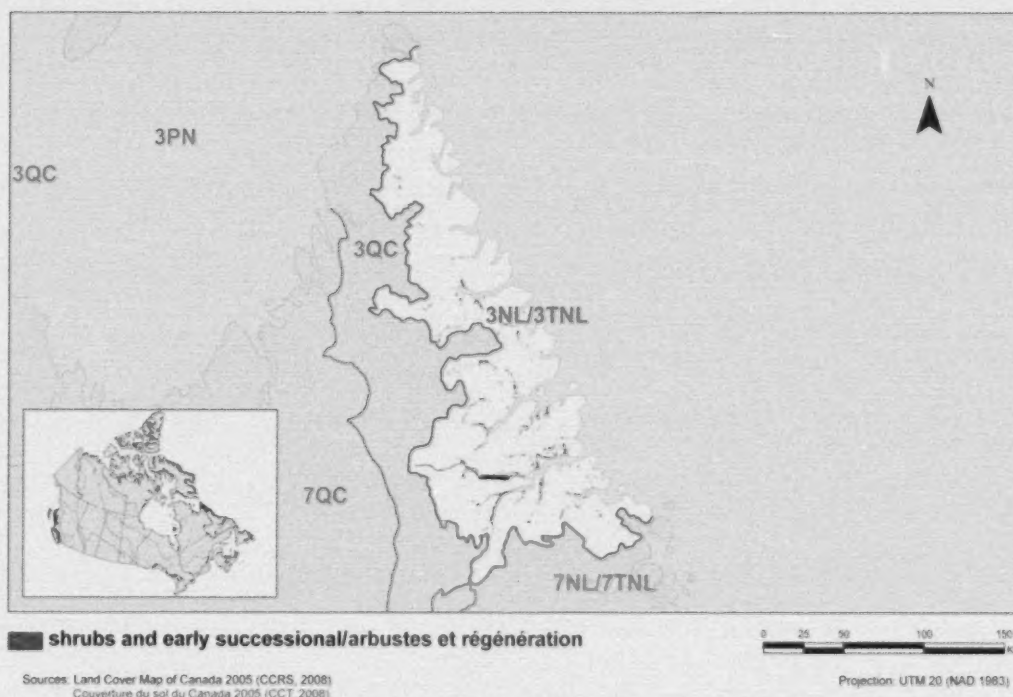 N
3PN
3QC
3QC
3NL/3TNL
7QC
7NL/7TNL
shrubs and early successional/arbustes et régénération
0 25 50 100 150
Sources: Land Cover Map of Canada 2005 (CCRS, 2008)
Couverture du sol du Canada 2005 (CCT, 2008)
Projection: UTM 20 (NAD 1983)